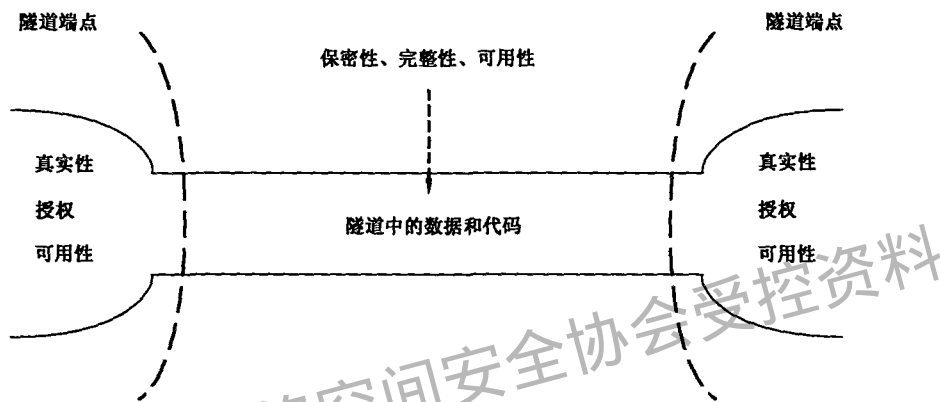 隧道端点
隧道端点
保密性、完整性、可用性
真实性
真实性
授权
授权
隧道中的数据和代码
可用性
可用性
空间安全协会受控资料